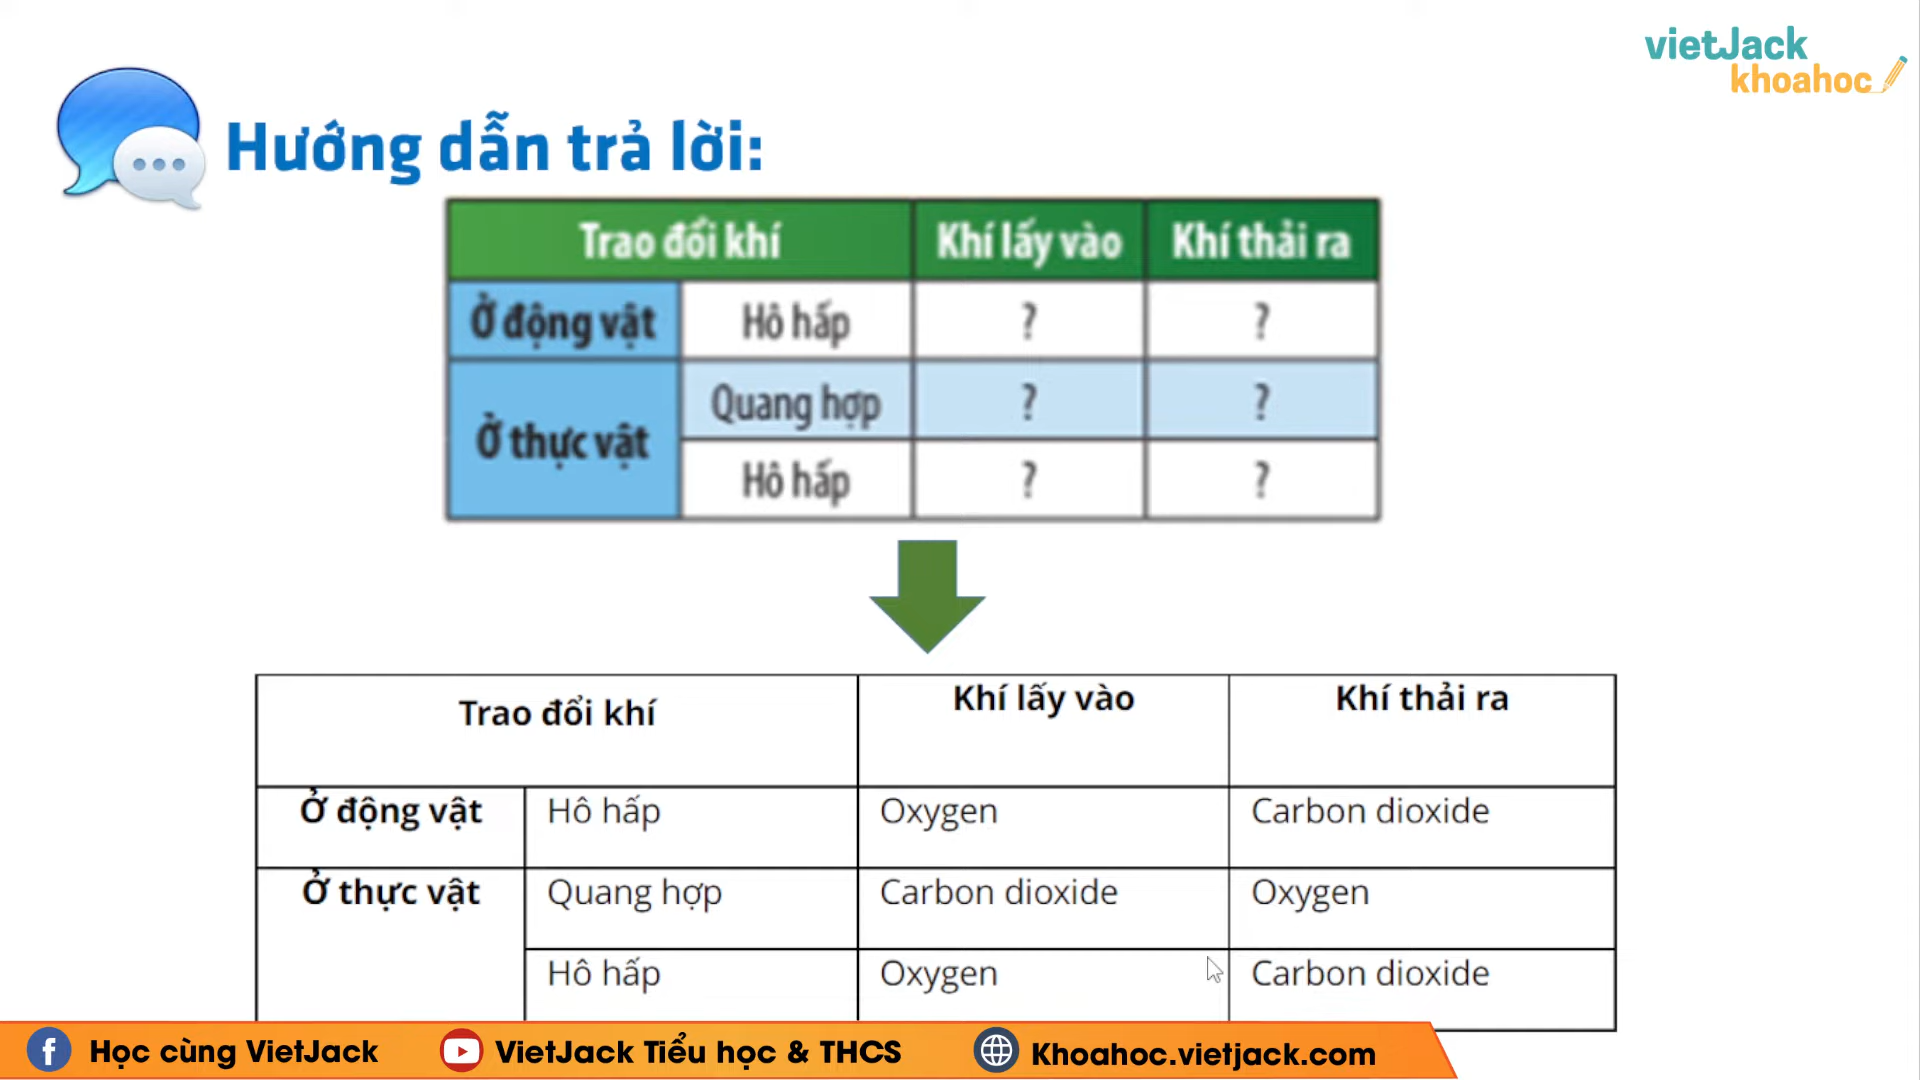 vietJack
khoahoc
Hướng dẫn trả lời:
Trao đổi khí Khí lấy vào Khí thải ra
Ở động vật Hô hấp ? ?
Ở thực vật Quang hợp ? ?
Hô hấp ? ?
Trao đổi khí Khí lấy vào Khí thải ra
Ở động vật Hô hấp Oxygen Carbon dioxide
Ở thực vật Quang hợp Carbon dioxide Oxygen
Hô hấp Oxygen Carbon dioxide
Học cùng VietJack VietJack Tiểu học & THCS Khoahoc.vietjack.com